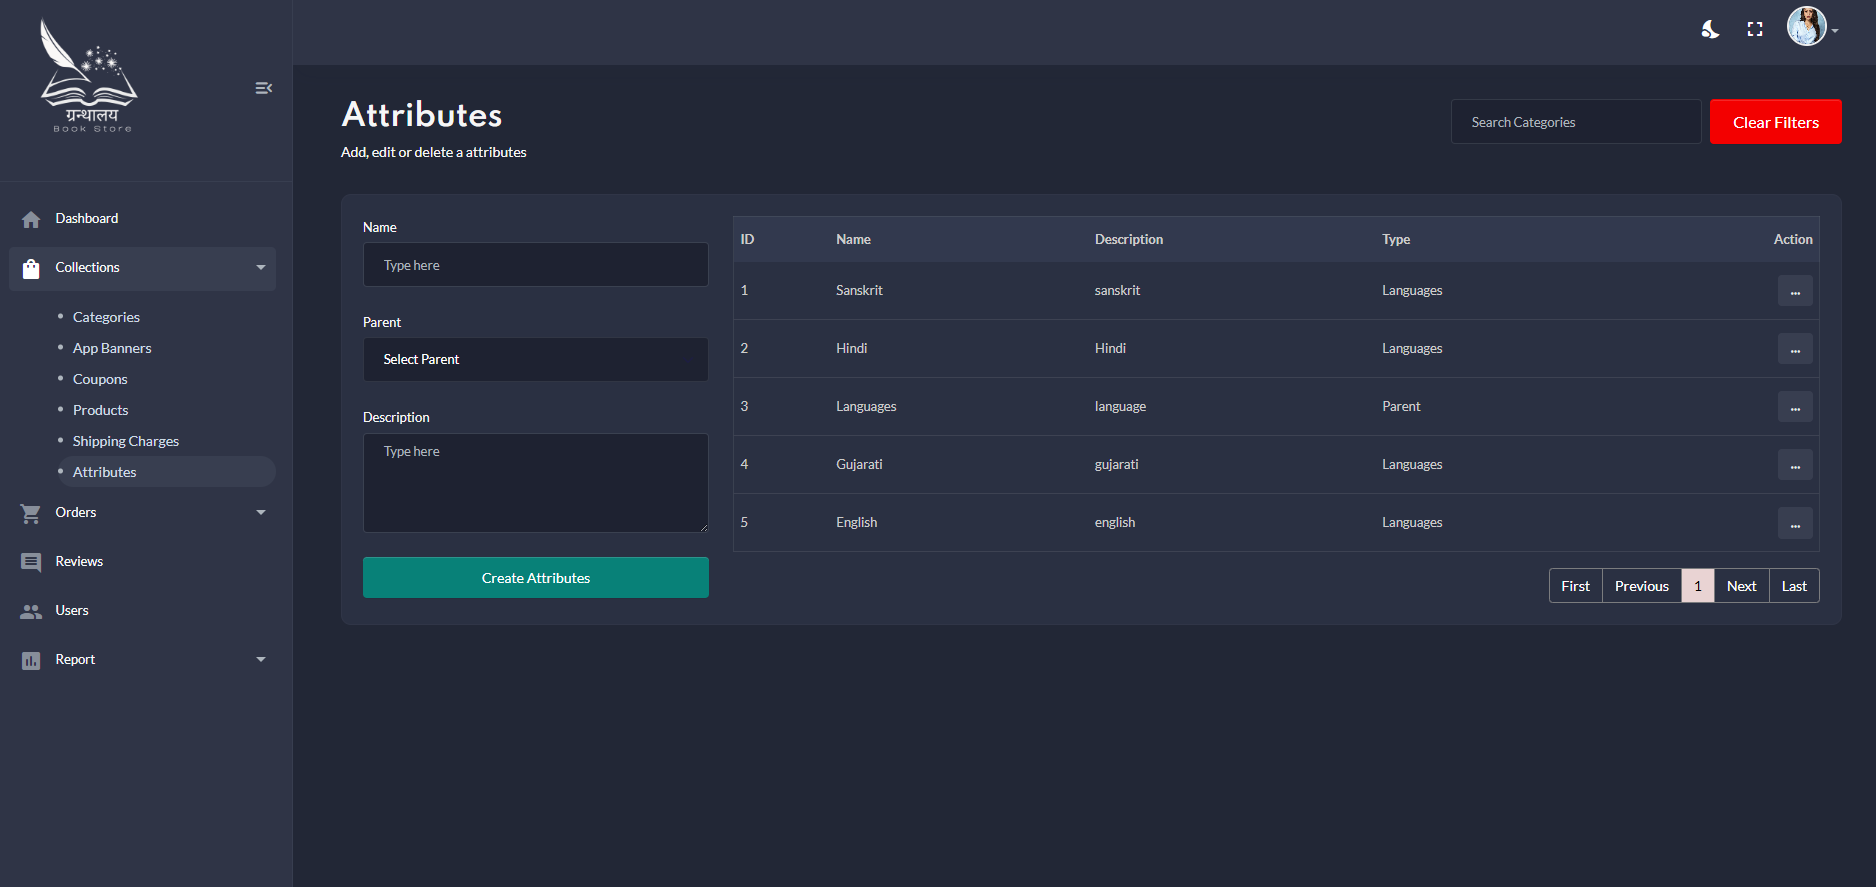 ग्रन्थालय
Book Store
Dashboard
Collections
Categories
App Banners
Coupons
Products
Shipping Charges
Attributes
Orders
Reviews
Users
Report
Attributes
Add, edit or delete a attributes
Search Categories
Clear Filters
Name
Type here
Parent
Select Parent
Description
Type here
Create Attributes
ID Name Description Type Action
1 Sanskrit sanskrit Languages ...
2 Hindi Hindi Languages ...
3 Languages language Parent ...
4 Gujarati gujarati Languages ...
5 English english Languages ...
First Previous 1 Next Last